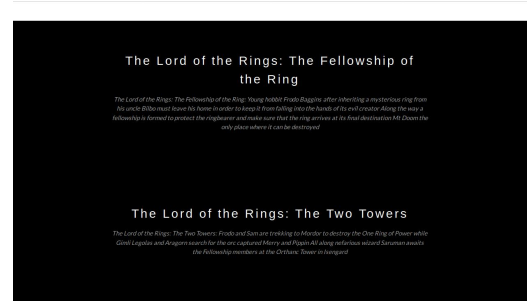 The Lord of the Rings: The Fellowship of
the Ring
The Lord of the Rings: The Fellowship of the Ring: Young hobbit Frodo Baggins after inheriting a mysterious ring from
his uncle Bilbo must leave his home in order to keep it from falling into the hands of its evil creator Along the way a
fellowship is formed to protect the ringbearer and make sure that the ring arrives at its final destination Mt Doom the
only place where it can be destroyed
The Lord of the Rings: The Two Towers
The Lord of the Rings: The Two Towers: Frodo and Sam are trekking to Mordor to destroy the One Ring of Power while
Gimli Legolas and Aragorn search for the orc captured Merry and Pippin All along nefarious wizard Saruman awaits
the Fellowship members at the Orthanc Tower in Isengard